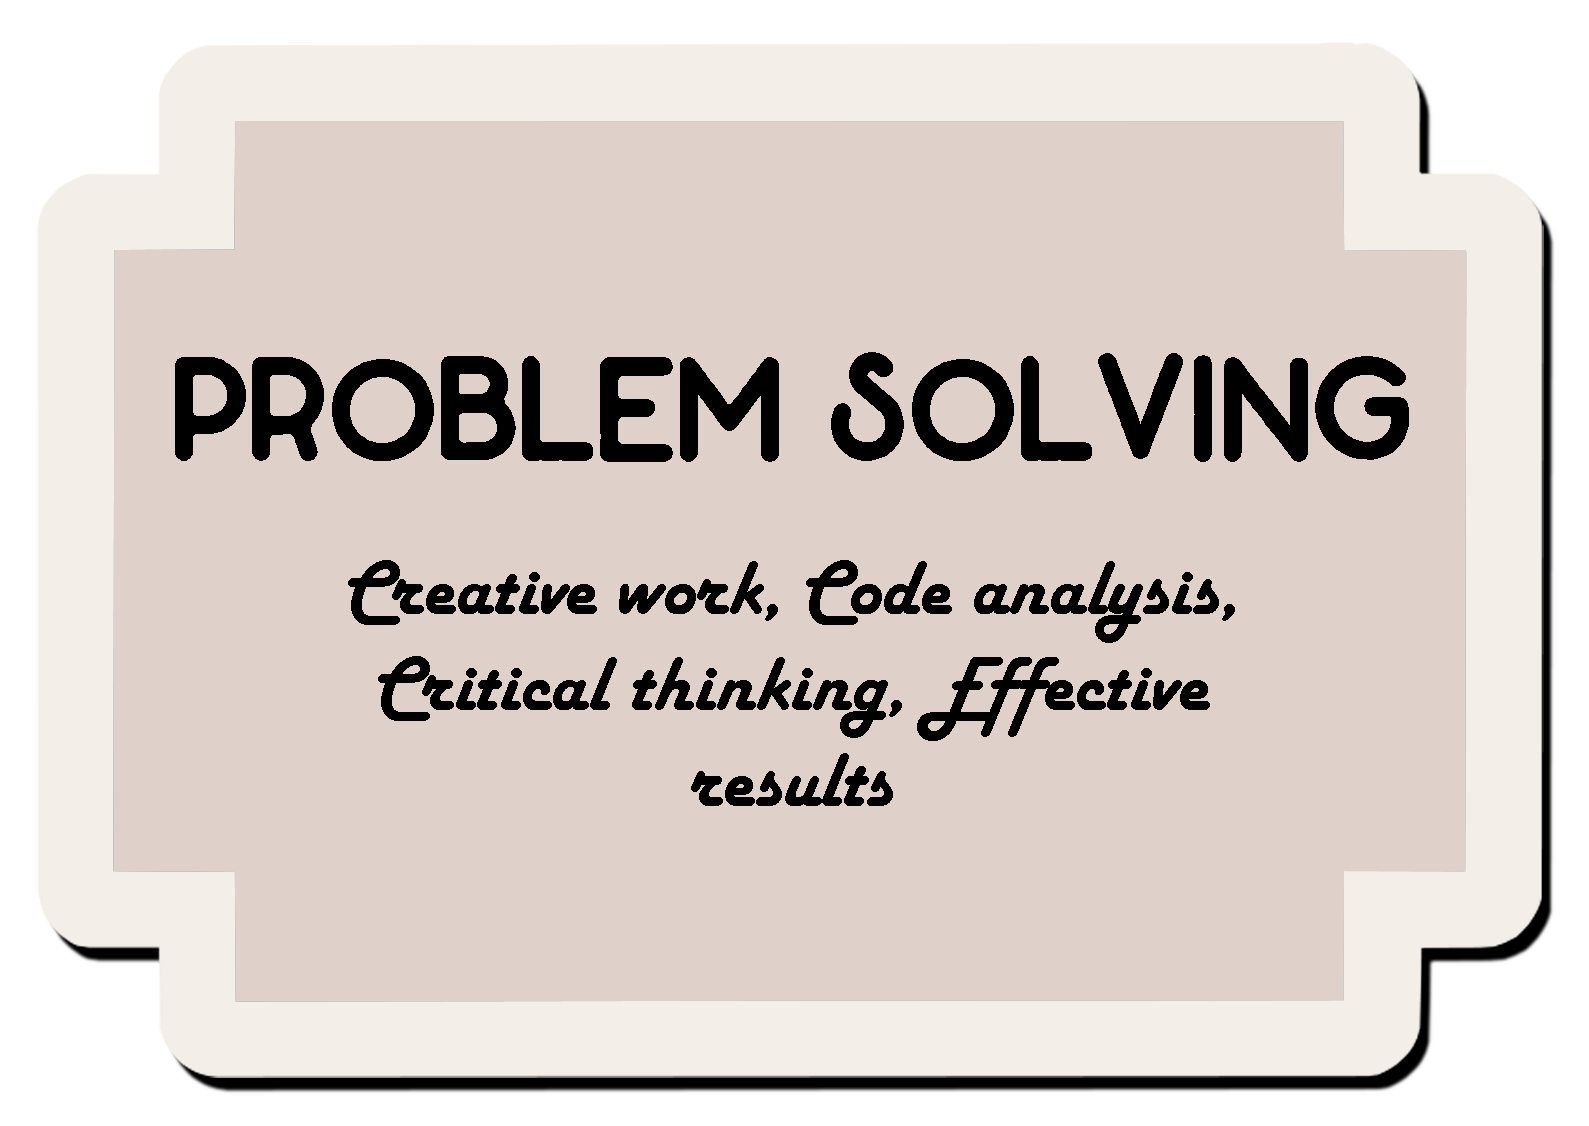 PROBLEM SOLVING
Creative work, Code analysis,
Critical thinking, Effective
results